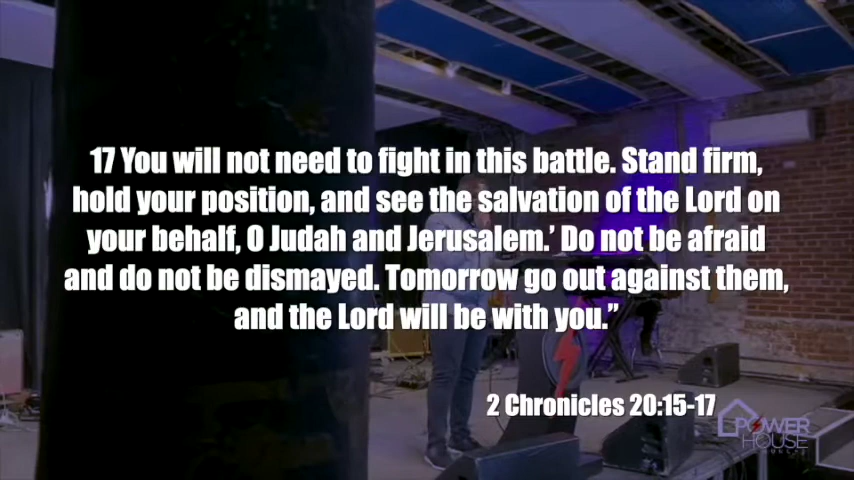 17 You will not need to fight in this battle. Stand firm,
hold your position, and see the salvation of the Lord on
your behalf, O Judah and Jerusalem.’ Do not be afraid
and do not be dismayed. Tomorrow go out against them,
and the Lord will be with you.”
2 Chronicles 20:15-17
POWER
HOUSE
CHURCH